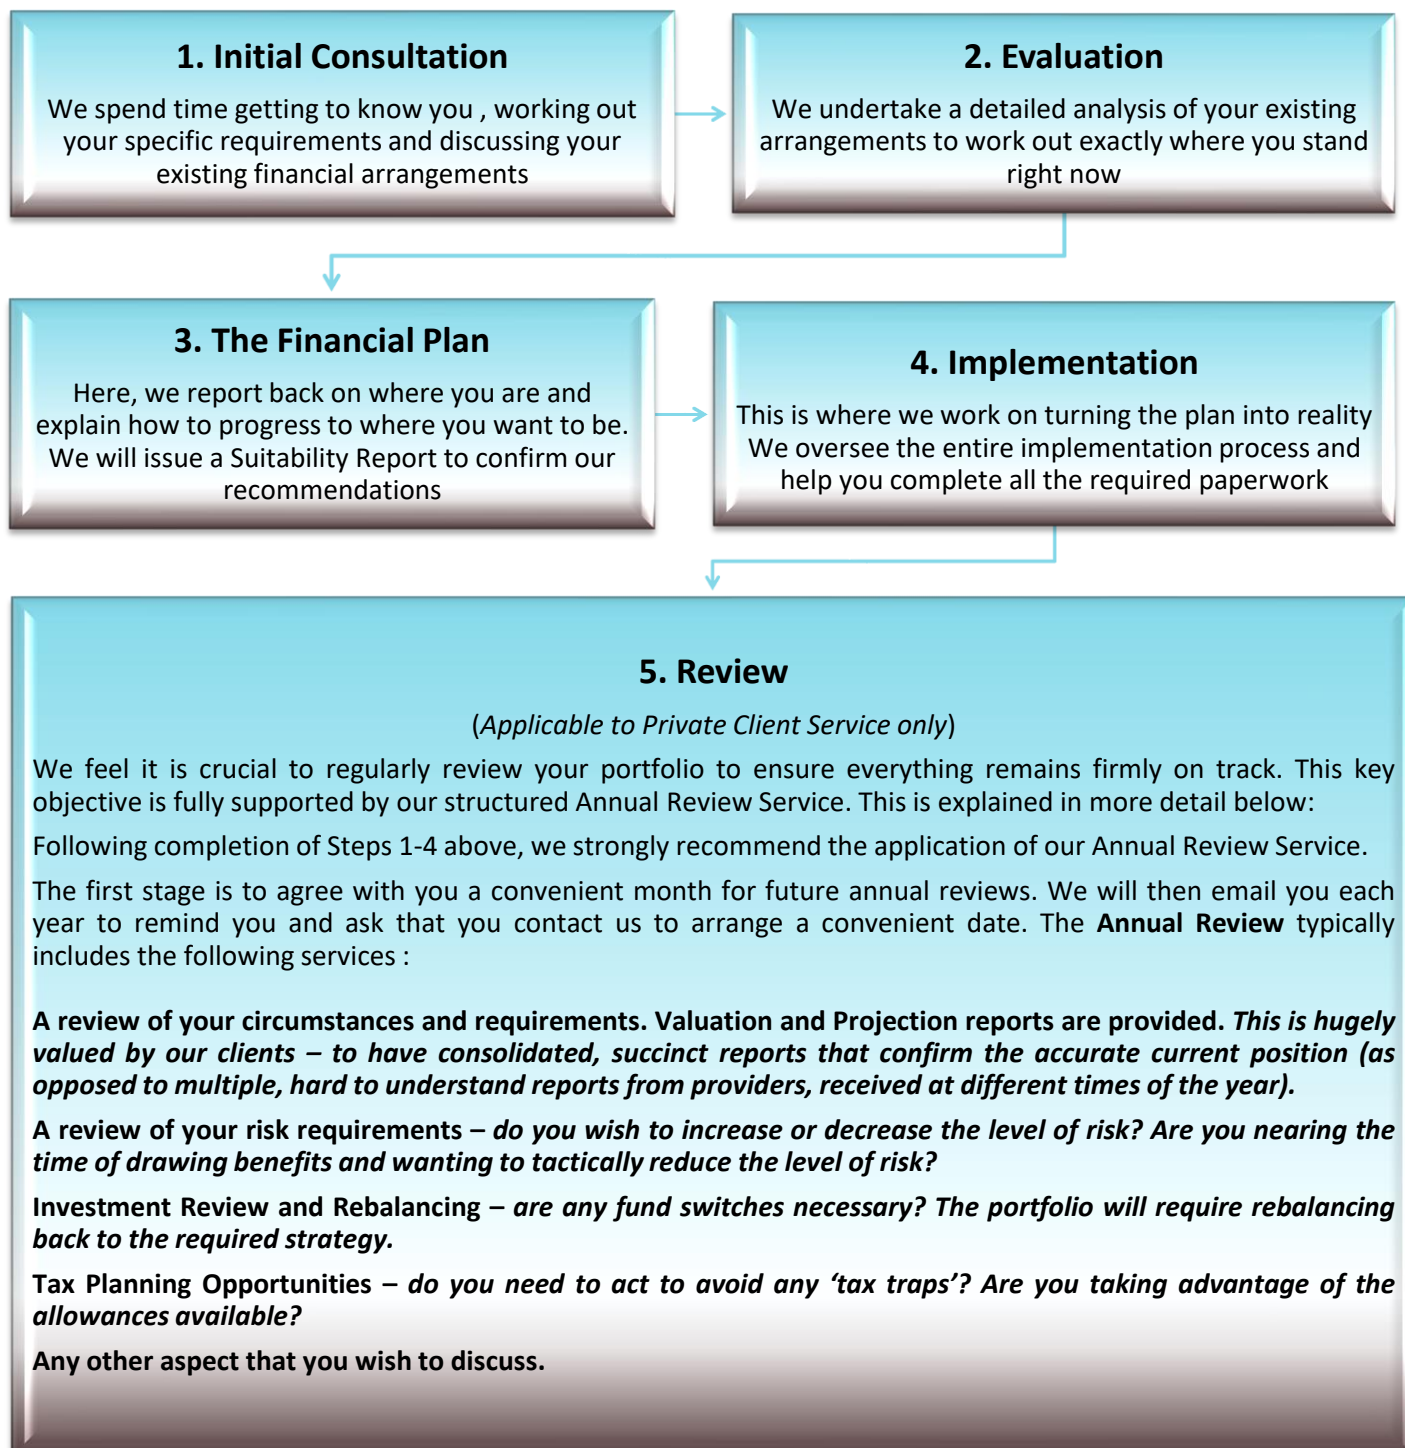 1. Initial Consultation
We spend time getting to know you , working out
your specific requirements and discussing your
existing financial arrangements
2. Evaluation
We undertake a detailed analysis of your existing
arrangements to work out exactly where you stand
right now
3. The Financial Plan
Here, we report back on where you are and
explain how to progress to where you want to be.
We will issue a Suitability Report to confirm our
recommendations
4. Implementation
This is where we work on turning the plan into reality
We oversee the entire implementation process and
help you complete all the required paperwork
5. Review
(Applicable to Private Client Service only)
We feel it is crucial to regularly review your portfolio to ensure everything remains firmly on track. This key
objective is fully supported by our structured Annual Review Service. This is explained in more detail below:
Following completion of Steps 1-4 above, we strongly recommend the application of our Annual Review Service.
The first stage is to agree with you a convenient month for future annual reviews. We will then email you each
year to remind you and ask that you contact us to arrange a convenient date. The Annual Review typically
includes the following services :
A review of your circumstances and requirements. Valuation and Projection reports are provided. This is hugely
valued by our clients – to have consolidated, succinct reports that confirm the accurate current position (as
opposed to multiple, hard to understand reports from providers, received at different times of the year).
A review of your risk requirements – do you wish to increase or decrease the level of risk? Are you nearing the
time of drawing benefits and wanting to tactically reduce the level of risk?
Investment Review and Rebalancing – are any fund switches necessary? The portfolio will require rebalancing
back to the required strategy.
Tax Planning Opportunities – do you need to act to avoid any ‘tax traps’? Are you taking advantage of the
allowances available?
Any other aspect that you wish to discuss.